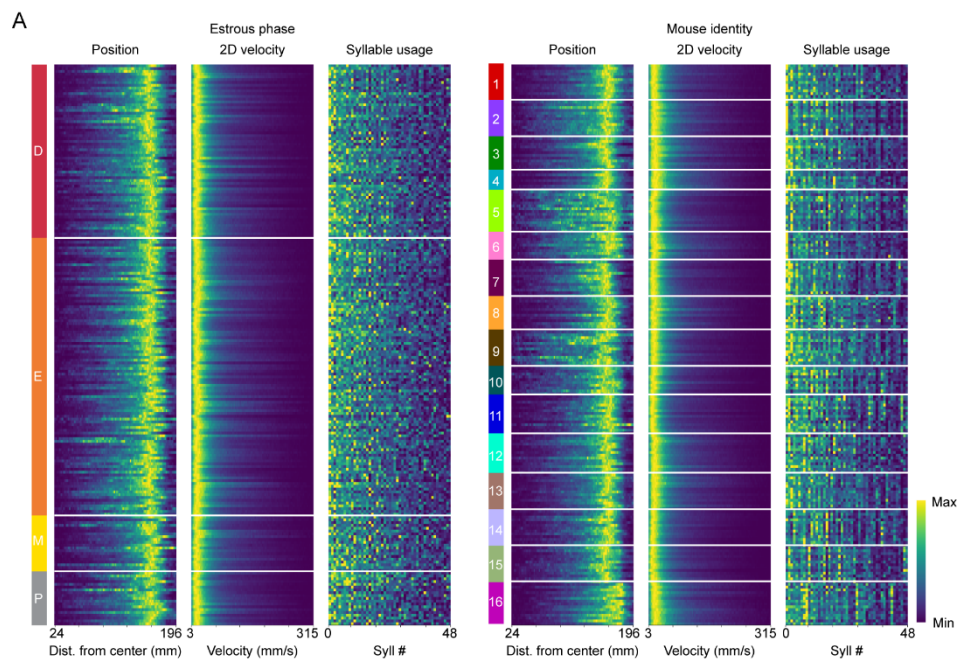 A
Estrous phase
Position 2D velocity Syllable usage
D
E
M
P
24 196 3 315 0 48
Dist. from center (mm) Velocity (mm/s) Syll #
Mouse identity
Position 2D velocity Syllable usage
1
2
3
4
5
6
7
8
9
10
11
12
13
14
15
16
24 196 3 315 0 48
Dist. from center (mm) Velocity (mm/s) Syll #
Max
Min